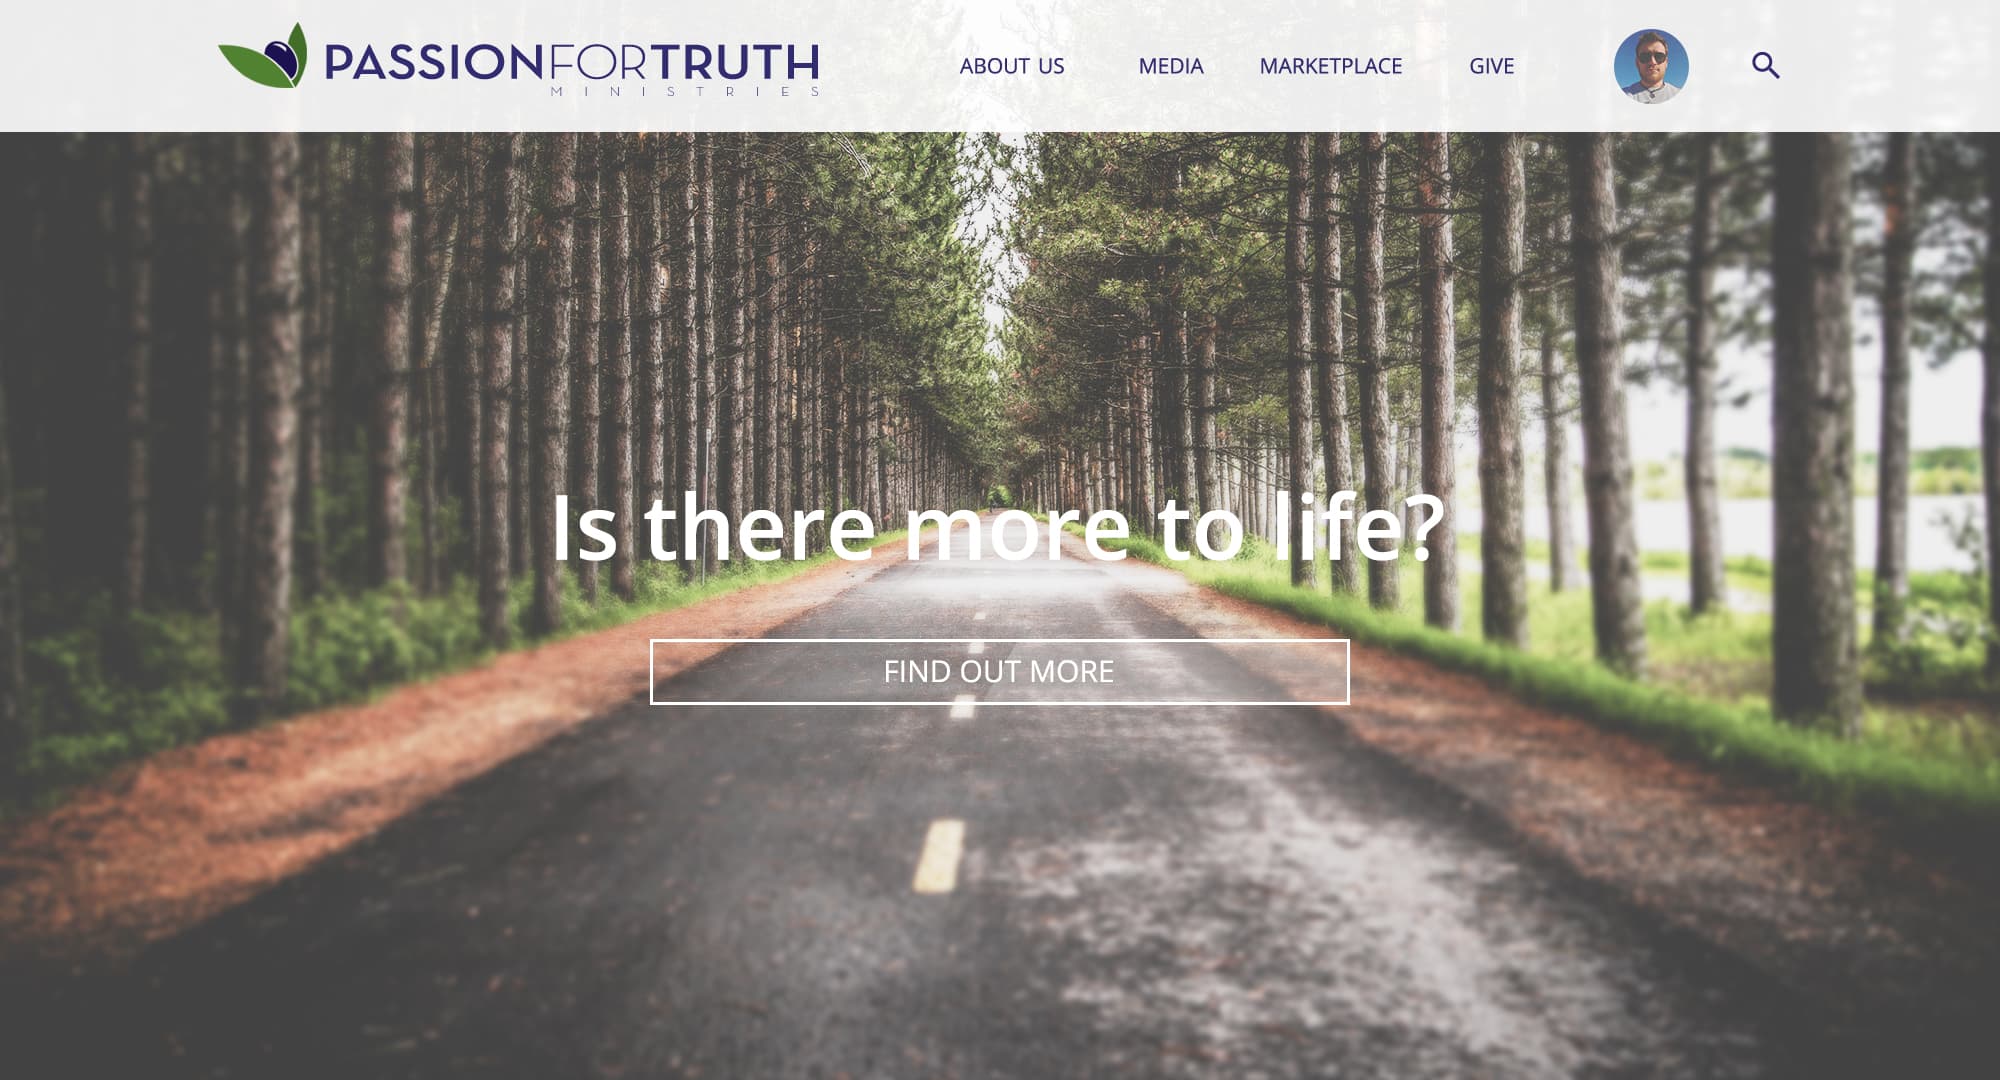 PASSIONFORTRUTH
MINISTRIES
ABOUT US
MEDIA
MARKETPLACE
GIVE
Is there more to life?
FIND OUT MORE